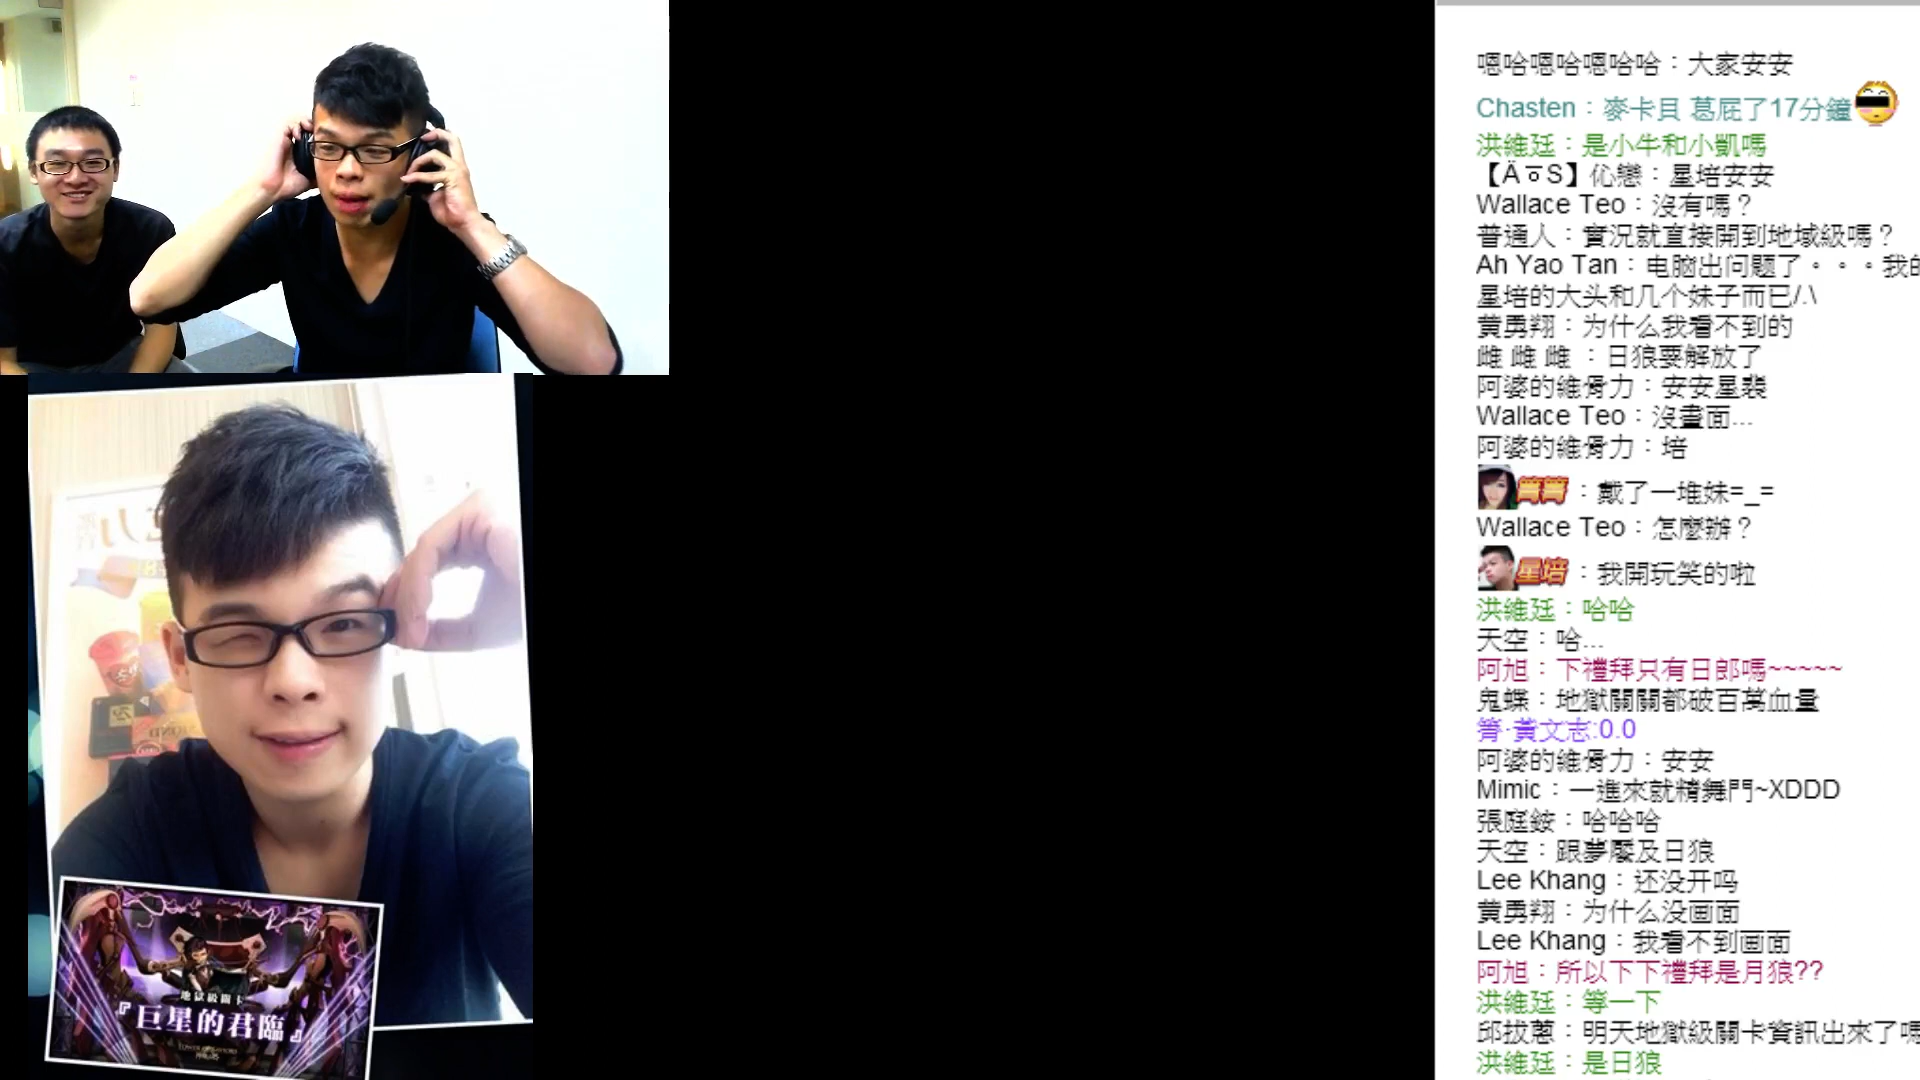 地獄級關卡
『巨星的君臨』
嗯哈嗯哈嗯哈哈：大家安安
Chasten：麥卡貝 葛屁了17分鐘
洪維廷：是小牛和小凱嗎
【ÄㆆS】伈戀：星培安安
Wallace Teo：沒有嗎？
普通人：實況就直接開到地域級嗎？
Ah Yao Tan：电脑出问题了。。。我的
星培的大头和几个妹子而已/.\
黄勇翔：为什么我看不到的
雌 雌 雌 ：日狼要解放了
阿婆的維骨力：安安星裴
Wallace Teo：沒畫面...
阿婆的維骨力：培
箐箐：戴了一堆妹=_=
Wallace Teo：怎麼辦？
星培：我開玩笑的啦
洪維廷：哈哈
天空：哈...
阿旭：下禮拜只有日郎嗎~~~~~
鬼蝶：地獄關關都破百萬血量
箐·黃文志:0.0
阿婆的維骨力：安安
Mimic：一進來就精舞門~XDDD
張庭銨：哈哈哈
天空：跟夢魘及日狼
Lee Khang：还没开吗
黄勇翔：为什么没画面
Lee Khang：我看不到画面
阿旭：所以下下禮拜是月狼??
洪維廷：等一下
邱拔蔥：明天地獄級關卡資訊出來了嗎
洪維廷：是日狼